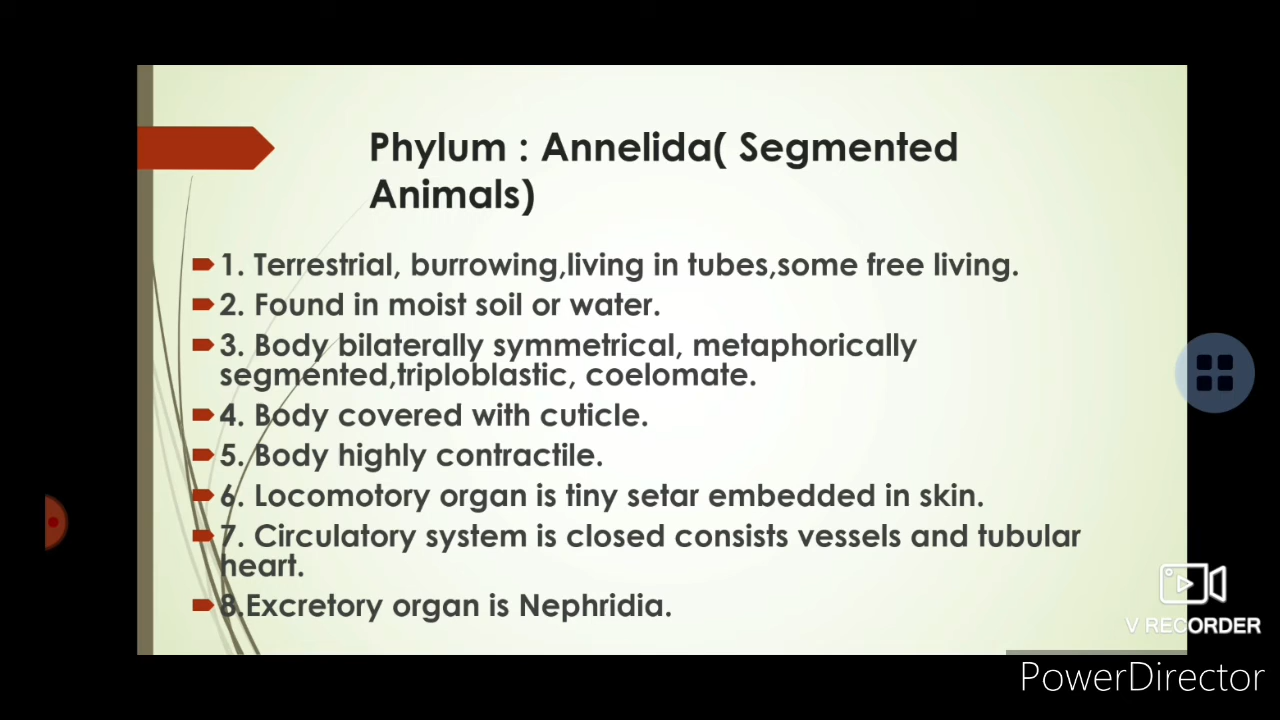 Phylum : Annelida( Segmented
Animals)
1. Terrestrial, burrowing,living in tubes,some free living.
2. Found in moist soil or water.
3. Body bilaterally symmetrical, metaphorically
segmented,triploblastic, coelomate.
4. Body covered with cuticle.
5. Body highly contractile.
6. Locomotory organ is tiny setar embedded in skin.
7. Circulatory system is closed consists vessels and tubular
heart.
8.Excretory organ is Nephridia.
V RECORDER
PowerDirector